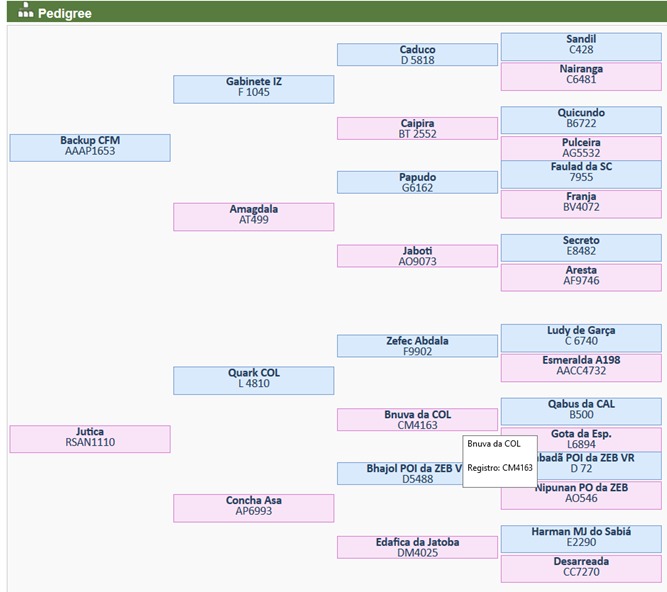 Pedigree
Backup CFM
AAAP1653
Gabinete IZ
F 1045
Caduco
D 5818
Sandil
C428
Nairanga
C6481
Caipira
BT 2552
Quicundo
B6722
Pulceira
AG5532
Amagdala
AT499
Papudo
G6162
Faulad da SC
7955
Franja
BV4072
Jaboti
AO9073
Secreto
E8482
Aresta
AF9746
Jutica
RSAN1110
Quark COL
L 4810
Zefec Abdala
F9902
Ludy de Garça
C 6740
Esmeralda A198
AACC4732
Bnuva da COL
CM4163
Qabus da CAL
B500
Gota da Esp.
L6894
Bnuva da COL
Registro: CM4163
Concha Asa
AP6993
Bhajol POI da ZEB V
D5488
abadã POI da ZEB VR
D 72
Nipunan PO da ZEB
AO546
Edafica da Jatoba
DM4025
Harman MJ do Sabiá
E2290
Desarreada
CC7270